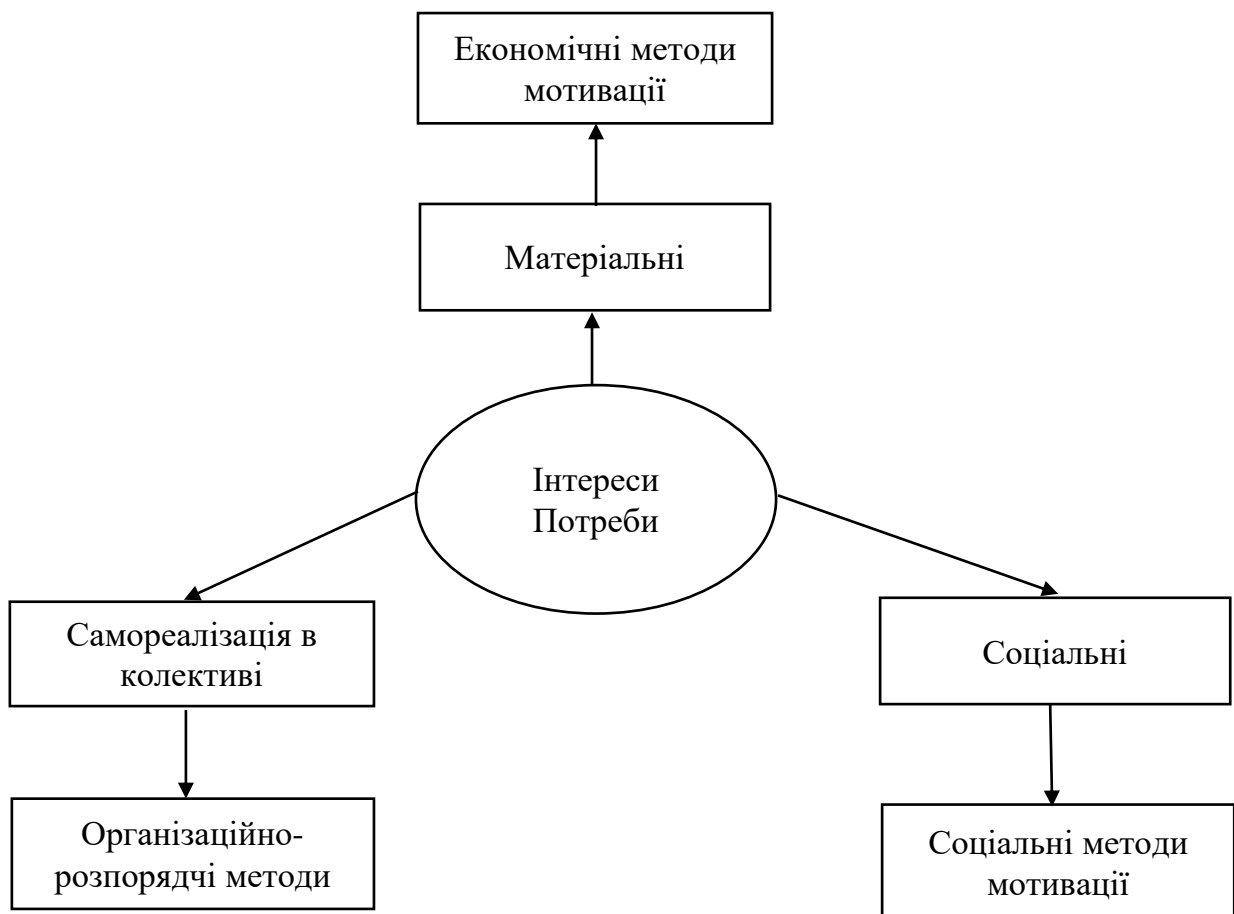 Економічні методи
мотивації
Матеріальні
Інтереси
Потреби
Самореалізація в
колективі
Соціальні
Організаційно-
розпорядчі методи
Соціальні методи
мотивації